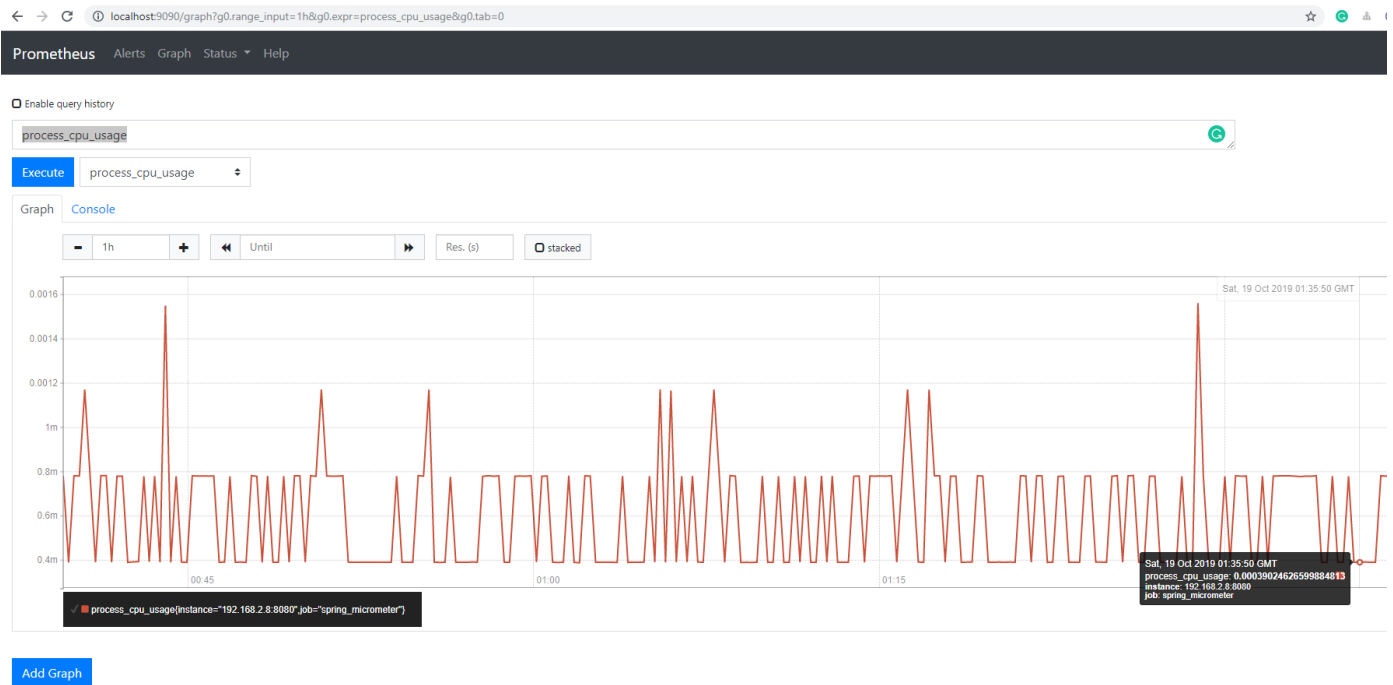 localhost:9090/graph?g0.range_input=1h&g0.expr=process_cpu_usage&g0.tab=0
Prometheus Alerts Graph Status Help
Enable query history
process_cpu_usage
Execute process_cpu_usage
Graph Console
1h Until Res. (s) stacked
Sat, 19 Oct 2019 01:35:50 GMT
0.0016
0.0014
0.0012
1m
0.8m
0.6m
0.4m
00:45 01:00 01:15
Sat, 19 Oct 2019 01:35:50 GMT
process_cpu_usage: 0.00039024626599884813
instance: 192.168.2.8:8080
job: spring_micrometer
process_cpu_usage{instance="192.168.2.8:8080",job="spring_micrometer"}
Add Graph